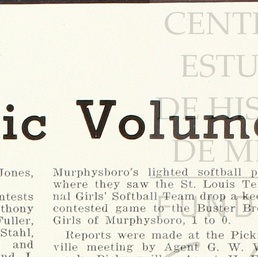 CENT
ESTU
DE HIS
DE M
ic Volum
Jones,
ntests
thony
Fuller,
Stahl,
and
Murphysboro's lighted softball p
where they saw the St. Louis Te
nal Girls' Softball Team drop a ke
contested game to the Buster Br
Girls of Murphysboro, 1 to 0.
Reports were made at the Pick
ville meeting by Agent G. W. Y